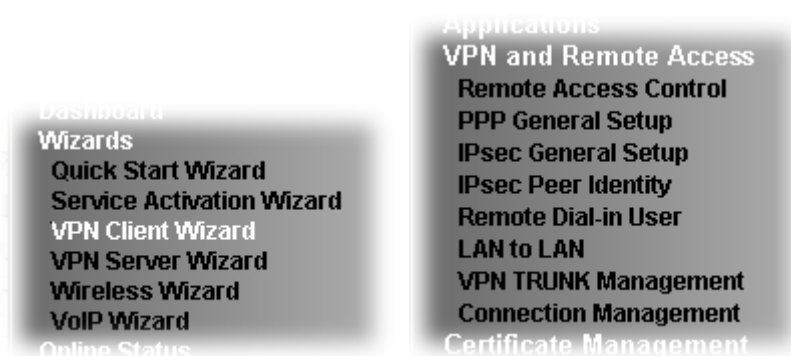 Dashboard
Wizards
Quick Start Wizard
Service Activation Wizard
VPN Client Wizard
VPN Server Wizard
Wireless Wizard
VoIP Wizard
Online Status
Applications
VPN and Remote Access
Remote Access Control
PPP General Setup
IPsec General Setup
IPsec Peer Identity
Remote Dial-in User
LAN to LAN
VPN TRUNK Management
Connection Management
Certificate Management